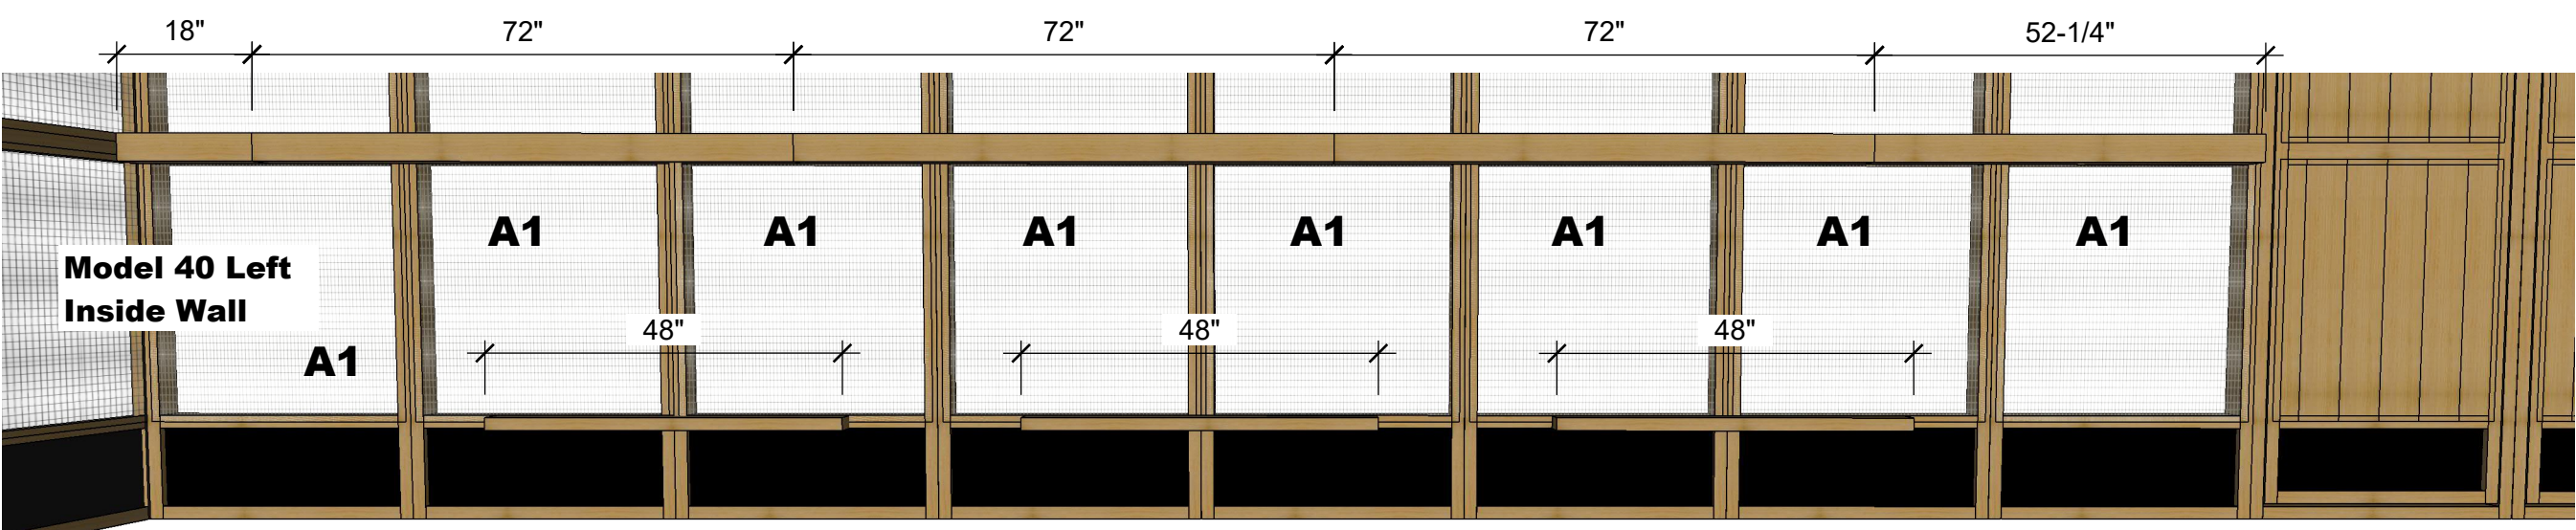 18" 72" 72" 72" 52-1/4"
A1 A1 A1 A1 A1 A1 A1
Model 40 Left
Inside Wall
48" 48" 48"
A1